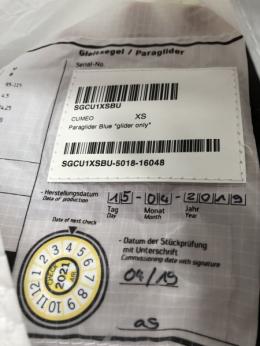 Gleitsegel / Paraglider
Serial-No.
SGCU1XSBU
CUMEO XS
Paraglider Blue "glider only"
SGCU1XSBU-5018-16048
- Herstellungsdatum 15-04-2019
Date of production
Tag Monat Jahr
Day Month Year
Date of next check
- Datum der Stückprüfung
mit Unterschrift
Commissioning date with signature
04/19
as
CHECK
2021
1 2 3 4 5 6 7 8 9 10 11 12